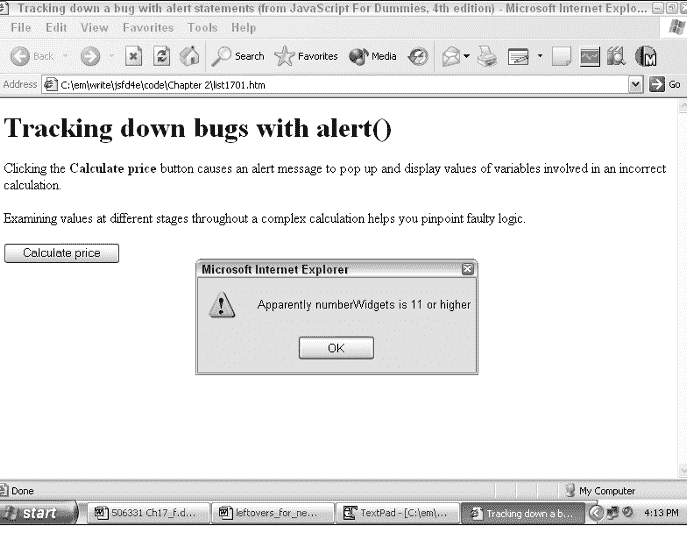 Tracking down a bug with alert statements (from JavaScript For Dummies, 4th edition) - Microsoft Internet Explo...
File Edit View Favorites Tools Help
Back Search Favorites Media
Address C:\em\write\jsfd4e\code\Chapter 2\list1701.htm Go
Tracking down bugs with alert()
Clicking the Calculate price button causes an alert message to pop up and display values of variables involved in an incorrect
calculation.
Examining values at different stages throughout a complex calculation helps you pinpoint faulty logic.
Calculate price
Microsoft Internet Explorer
Apparently numberWidgets is 11 or higher
OK
Done My Computer
start 506331 Ch17_f.d... leftovers_for_ne... TextPad - [C:\em\... Tracking down a b... 4:13 PM